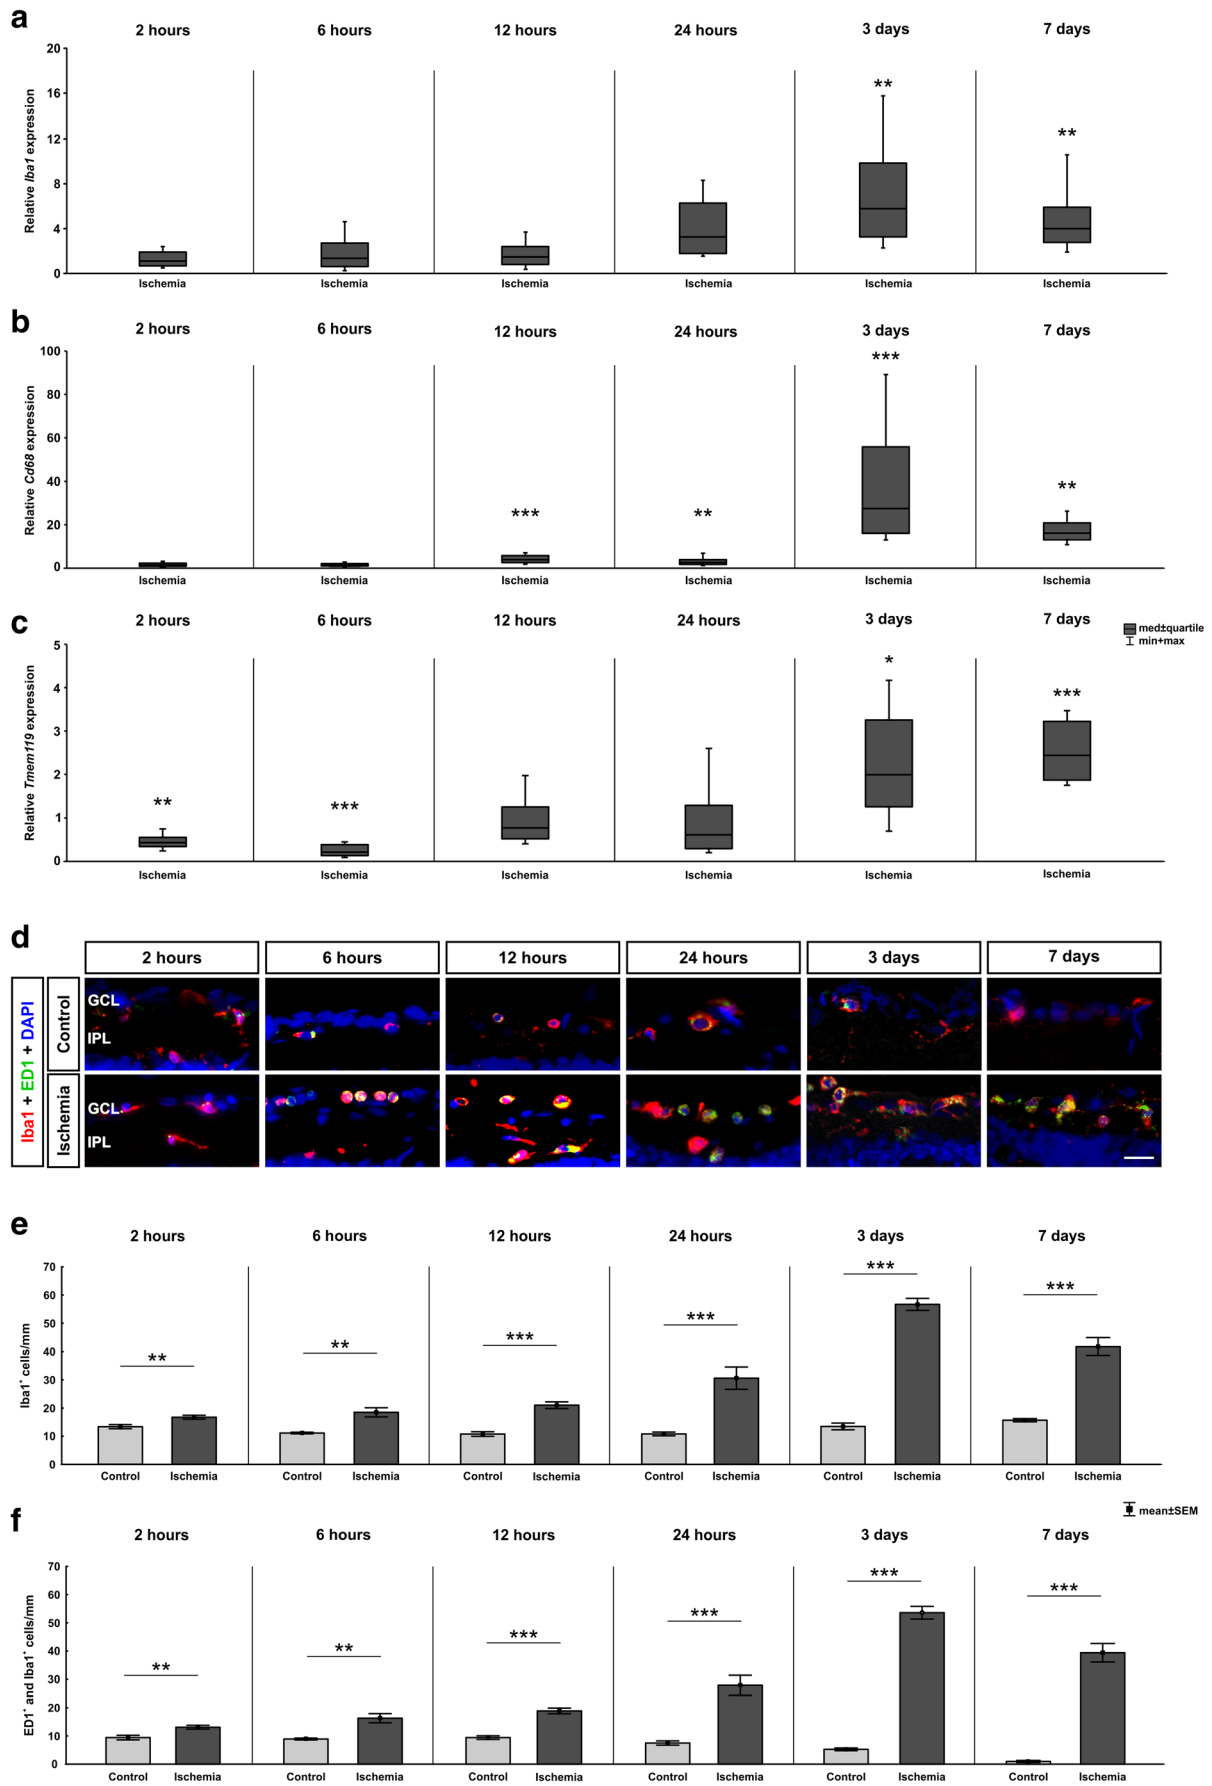 a
2 hours 6 hours 12 hours 24 hours 3 days 7 days
Relative Iba1 expression
20
16
12
8
4
0
** **
Ischemia Ischemia Ischemia Ischemia Ischemia Ischemia
b
2 hours 6 hours 12 hours 24 hours 3 days 7 days
Relative Cd68 expression
100
80
60
40
20
0
*** ** *** **
Ischemia Ischemia Ischemia Ischemia Ischemia Ischemia
c
2 hours 6 hours 12 hours 24 hours 3 days 7 days
med±quartile
min+max
Relative Tmem119 expression
5
4
3
2
1
0
** *** * ***
Ischemia Ischemia Ischemia Ischemia Ischemia Ischemia
d
2 hours 6 hours 12 hours 24 hours 3 days 7 days
Iba1 + ED1 + DAPI
Control
GCL
IPL
Ischemia
GCL
IPL
e
2 hours 6 hours 12 hours 24 hours 3 days 7 days
Iba1⁺ cells/mm
70
60
50
40
30
20
10
0
** ** *** *** *** ***
Control Ischemia Control Ischemia Control Ischemia Control Ischemia Control Ischemia Control Ischemia
mean±SEM
f
2 hours 6 hours 12 hours 24 hours 3 days 7 days
ED1⁺ and Iba1⁺ cells/mm
70
60
50
40
30
20
10
0
** ** *** *** *** ***
Control Ischemia Control Ischemia Control Ischemia Control Ischemia Control Ischemia Control Ischemia